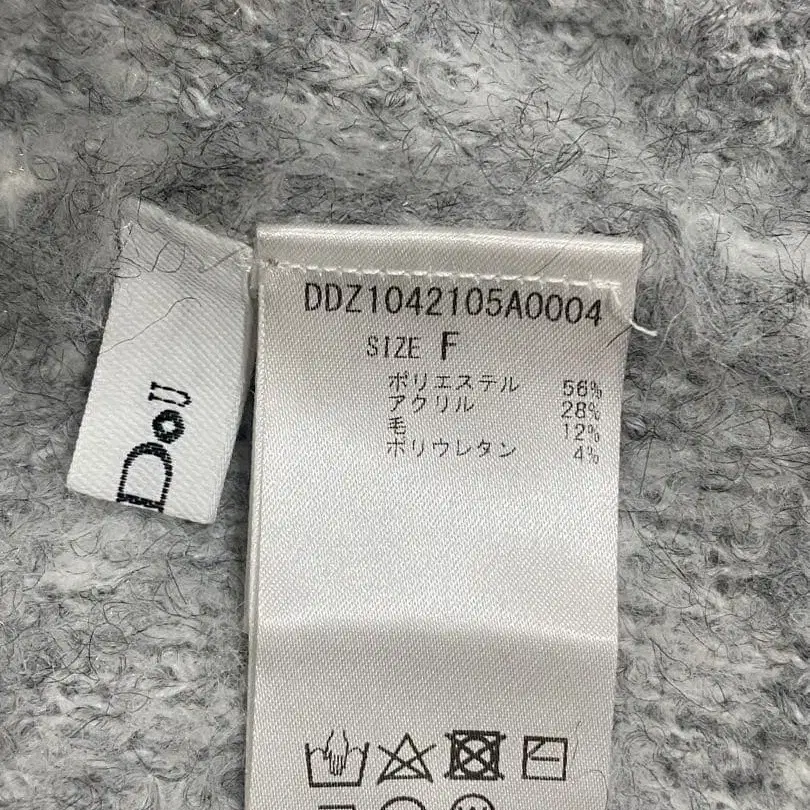 DoU
DDZ1042105A0004
SIZE F
ポリエステル 56%
アクリル 28%
毛 12%
ポリウレタン 4%